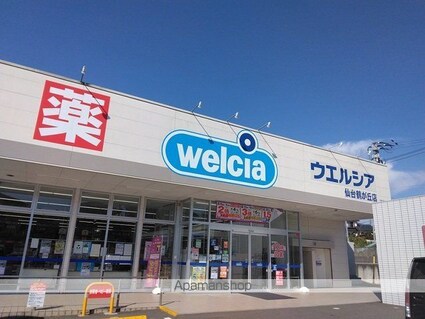 薬
welcia
ウエルシア
仙台鶴が丘店
Apamanshop